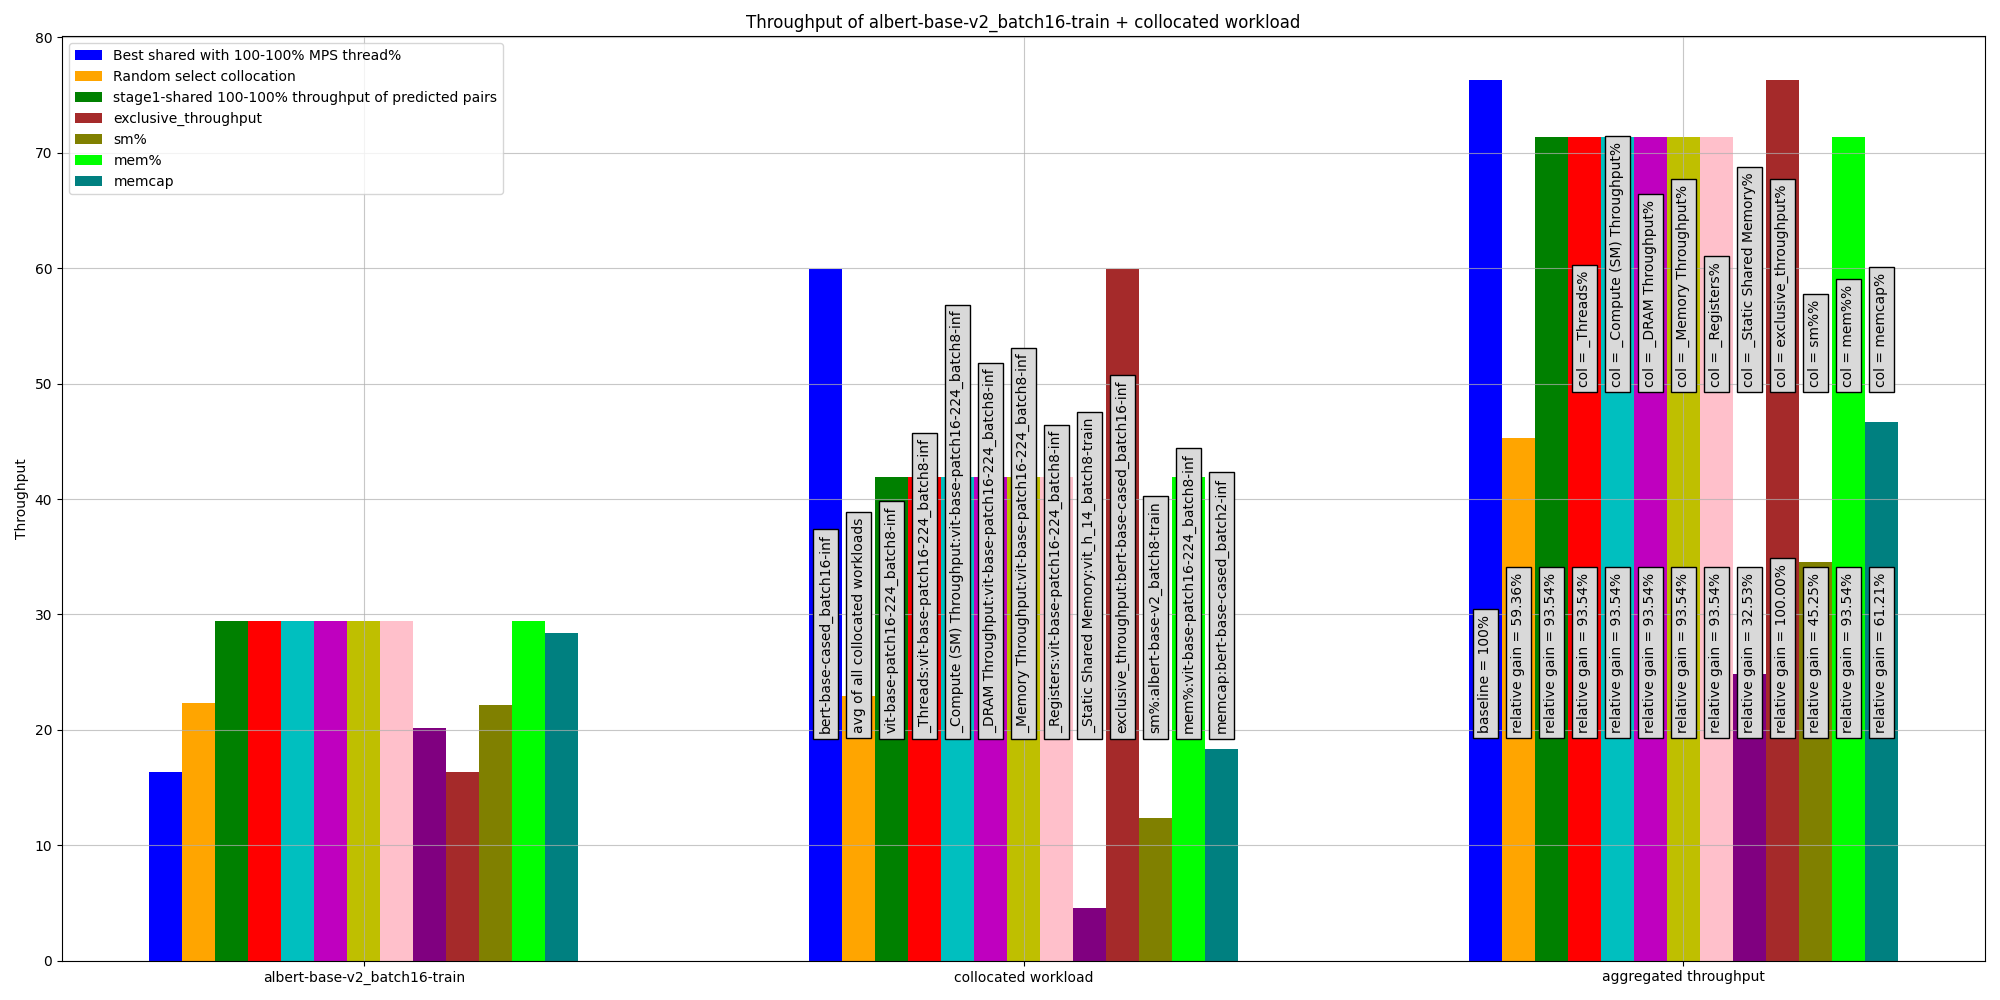 Throughput of albert-base-v2_batch16-train + collocated workload
Best shared with 100-100% MPS thread%
Random select collocation
stage1-shared 100-100% throughput of predicted pairs
exclusive_throughput
sm%
mem%
memcap
Throughput
80
70
60
50
40
30
20
10
0
bert-base-cased_batch16-inf
avg of all collocated workloads
vit-base-patch16-224_batch8-inf
_Threads:vit-base-patch16-224_batch8-inf
_Compute (SM) Throughput:vit-base-patch16-224_batch8-inf
_DRAM Throughput:vit-base-patch16-224_batch8-inf
_Memory Throughput:vit-base-patch16-224_batch8-inf
_Registers:vit-base-patch16-224_batch8-inf
_Static Shared Memory:vit_h_14_batch8-train
exclusive_throughput:bert-base-cased_batch16-inf
sm%:albert-base-v2_batch8-train
mem%:vit-base-patch16-224_batch8-inf
memcap:bert-base-cased_batch2-inf
col = _Threads%
col = _Compute (SM) Throughput%
col = _DRAM Throughput%
col = _Memory Throughput%
col = _Registers%
col = _Static Shared Memory%
col = exclusive_throughput%
col = sm%%
col = mem%%
col = memcap%
baseline = 100%
relative gain = 59.36%
relative gain = 93.54%
relative gain = 93.54%
relative gain = 93.54%
relative gain = 93.54%
relative gain = 93.54%
relative gain = 93.54%
relative gain = 32.53%
relative gain = 100.00%
relative gain = 45.25%
relative gain = 93.54%
relative gain = 61.21%
albert-base-v2_batch16-train
collocated workload
aggregated throughput